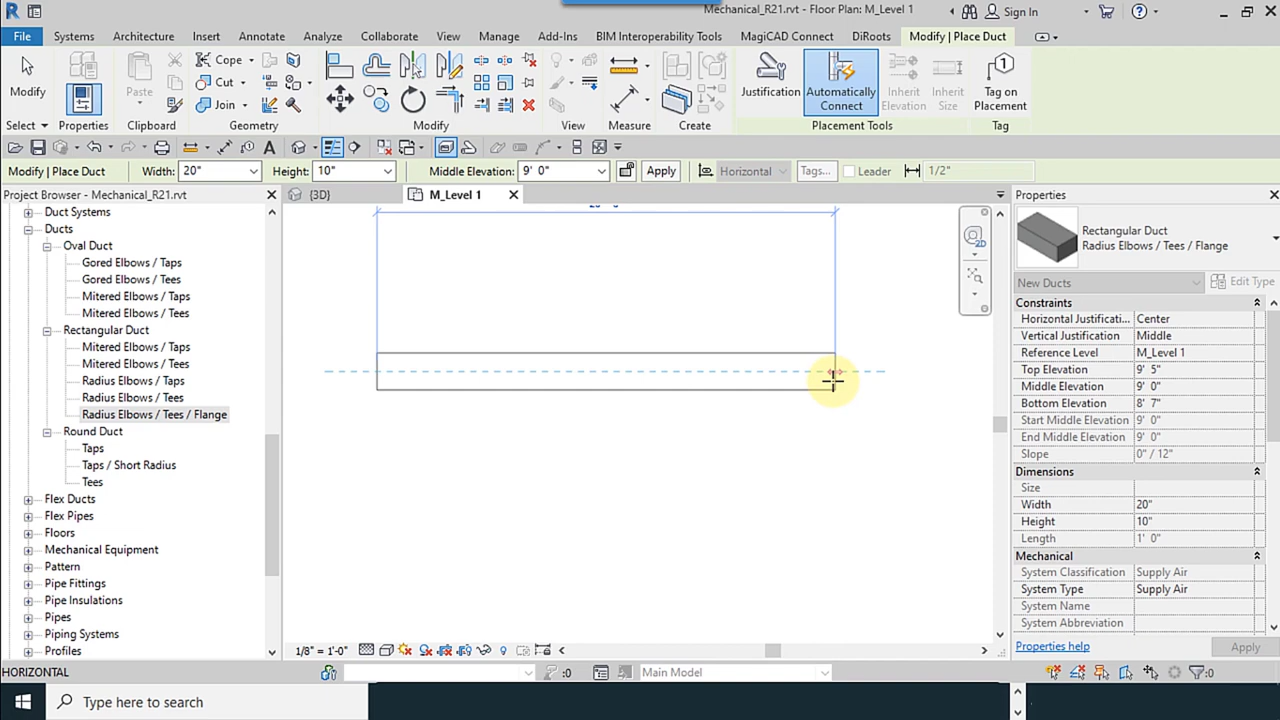 Mechanical_R21.rvt - Floor Plan: M_Level 1
Sign In
File Systems Architecture Insert Annotate Analyze Collaborate View Manage Add-Ins BIM Interoperability Tools MagiCAD Connect DiRoots Modify | Place Duct
Modify
Paste
Cope
Cut
Join
Justification
Automatically
Connect
Inherit
Elevation
Inherit
Size
Tag on
Placement
Select Properties Clipboard Geometry Modify View Measure Create Placement Tools Tag
Modify | Place Duct Width: 20" Height: 10" Middle Elevation: 9' 0" Apply Horizontal Tags... Leader 1/2"
Project Browser - Mechanical_R21.rvt
{3D}
M_Level 1
Properties
Duct Systems
Ducts
Oval Duct
Gored Elbows / Taps
Gored Elbows / Tees
Mitered Elbows / Taps
Mitered Elbows / Tees
Rectangular Duct
Mitered Elbows / Taps
Mitered Elbows / Tees
Radius Elbows / Taps
Radius Elbows / Tees
Radius Elbows / Tees / Flange
Round Duct
Taps
Taps / Short Radius
Tees
Flex Ducts
Flex Pipes
Floors
Mechanical Equipment
Pattern
Pipe Fittings
Pipe Insulations
Pipes
Piping Systems
Profiles
2D
Rectangular Duct
Radius Elbows / Tees / Flange
New Ducts Edit Type
Constraints
Horizontal Justificati... Center
Vertical Justification Middle
Reference Level M_Level 1
Top Elevation 9' 5"
Middle Elevation 9' 0"
Bottom Elevation 8' 7"
Start Middle Elevation 9' 0"
End Middle Elevation 9' 0"
Slope 0" / 12"
Dimensions
Size
Width 20"
Height 10"
Length 1' 0"
Mechanical
System Classification Supply Air
System Type Supply Air
System Name
System Abbreviation
Properties help Apply
1/8" = 1'-0"
HORIZONTAL
:0
Main Model
:0
Type here to search